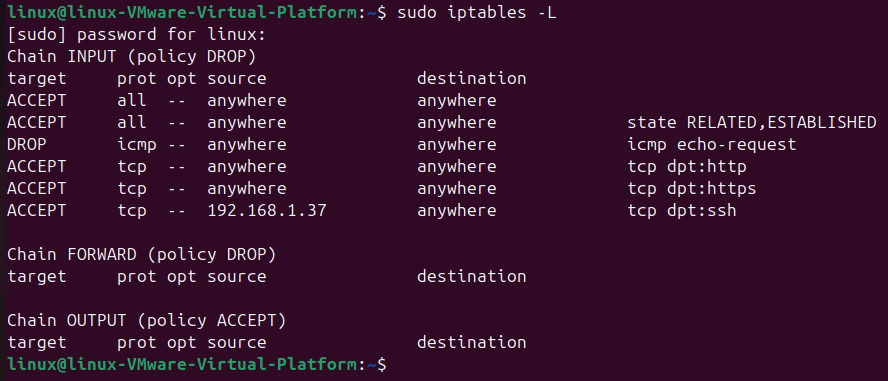 linux@linux-VMware-Virtual-Platform:~$ sudo iptables -L
[sudo] password for linux:
Chain INPUT (policy DROP)
target     prot opt source               destination
ACCEPT     all  --  anywhere             anywhere
ACCEPT     all  --  anywhere             anywhere             state RELATED,ESTABLISHED
DROP       icmp --  anywhere             anywhere             icmp echo-request
ACCEPT     tcp  --  anywhere             anywhere             tcp dpt:http
ACCEPT     tcp  --  anywhere             anywhere             tcp dpt:https
ACCEPT     tcp  --  192.168.1.37         anywhere             tcp dpt:ssh

Chain FORWARD (policy DROP)
target     prot opt source               destination

Chain OUTPUT (policy ACCEPT)
target     prot opt source               destination
linux@linux-VMware-Virtual-Platform:~$